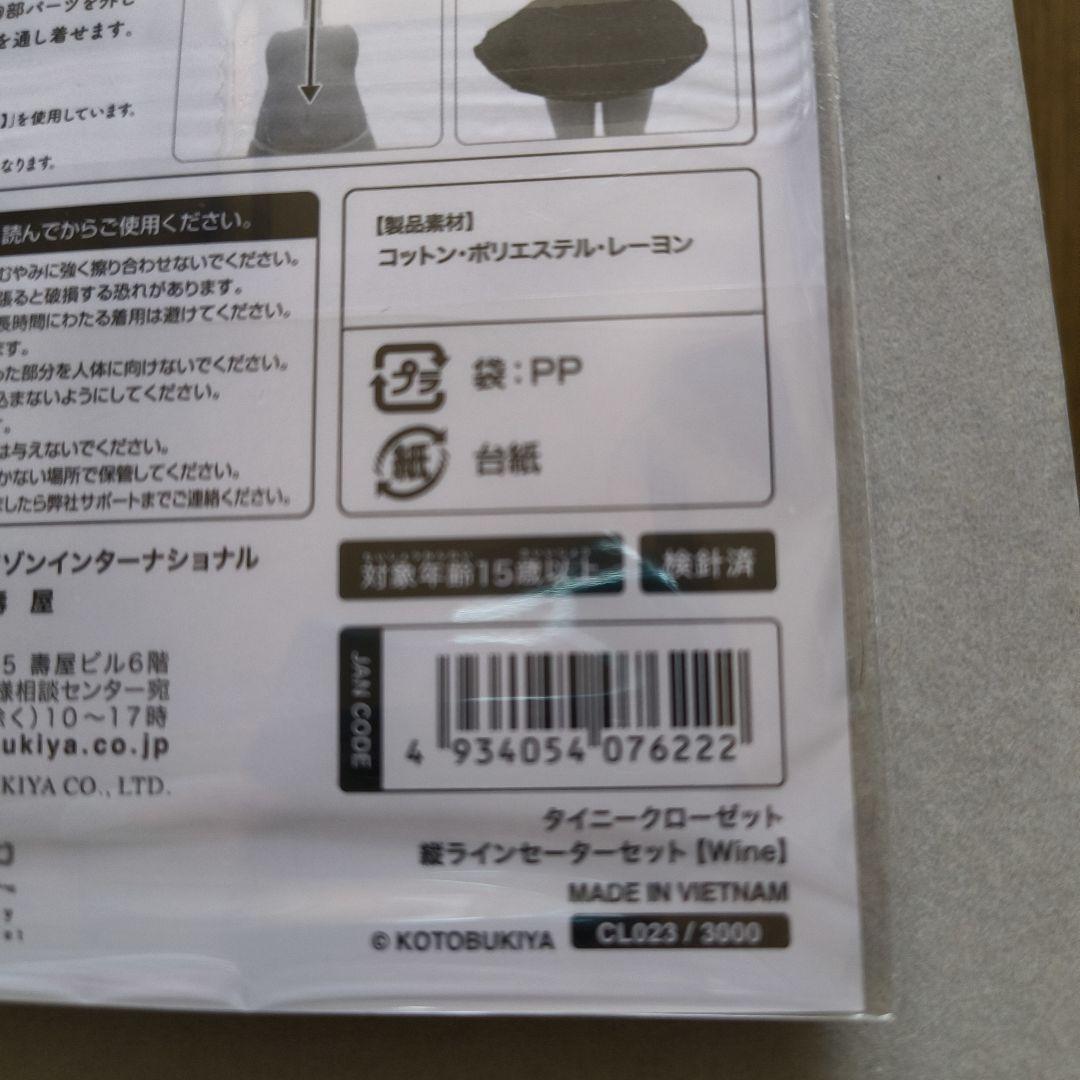 部パーツを外し
を通し着せます。
】」を使用しています。
なります。
読んでからご使用ください。
むやみに強く擦り合わせないでください。
張ると破損する恐れがあります。
長時間にわたる着用は避けてください。
ます。
った部分を人体に向けないでください。
込まないようにしてください。
す。
は与えないでください。
かない場所で保管してください。
ましたら弊社サポートまでご連絡ください。
【製品素材】
コットン・ポリエステル・レーヨン
プラ 袋：PP
紙 台紙
ゾンインターナショナル
壽 屋
対象年齢15歳以上 検針済
5 壽屋ビル6階
様相談センター宛
除く)10～17時
ukiya.co.jp
KIYA CO., LTD.
JAN CODE
4 934054 076222
タイニークローゼット
縦ラインセーターセット【Wine】
MADE IN VIETNAM
© KOTOBUKIYA CL023 / 3000